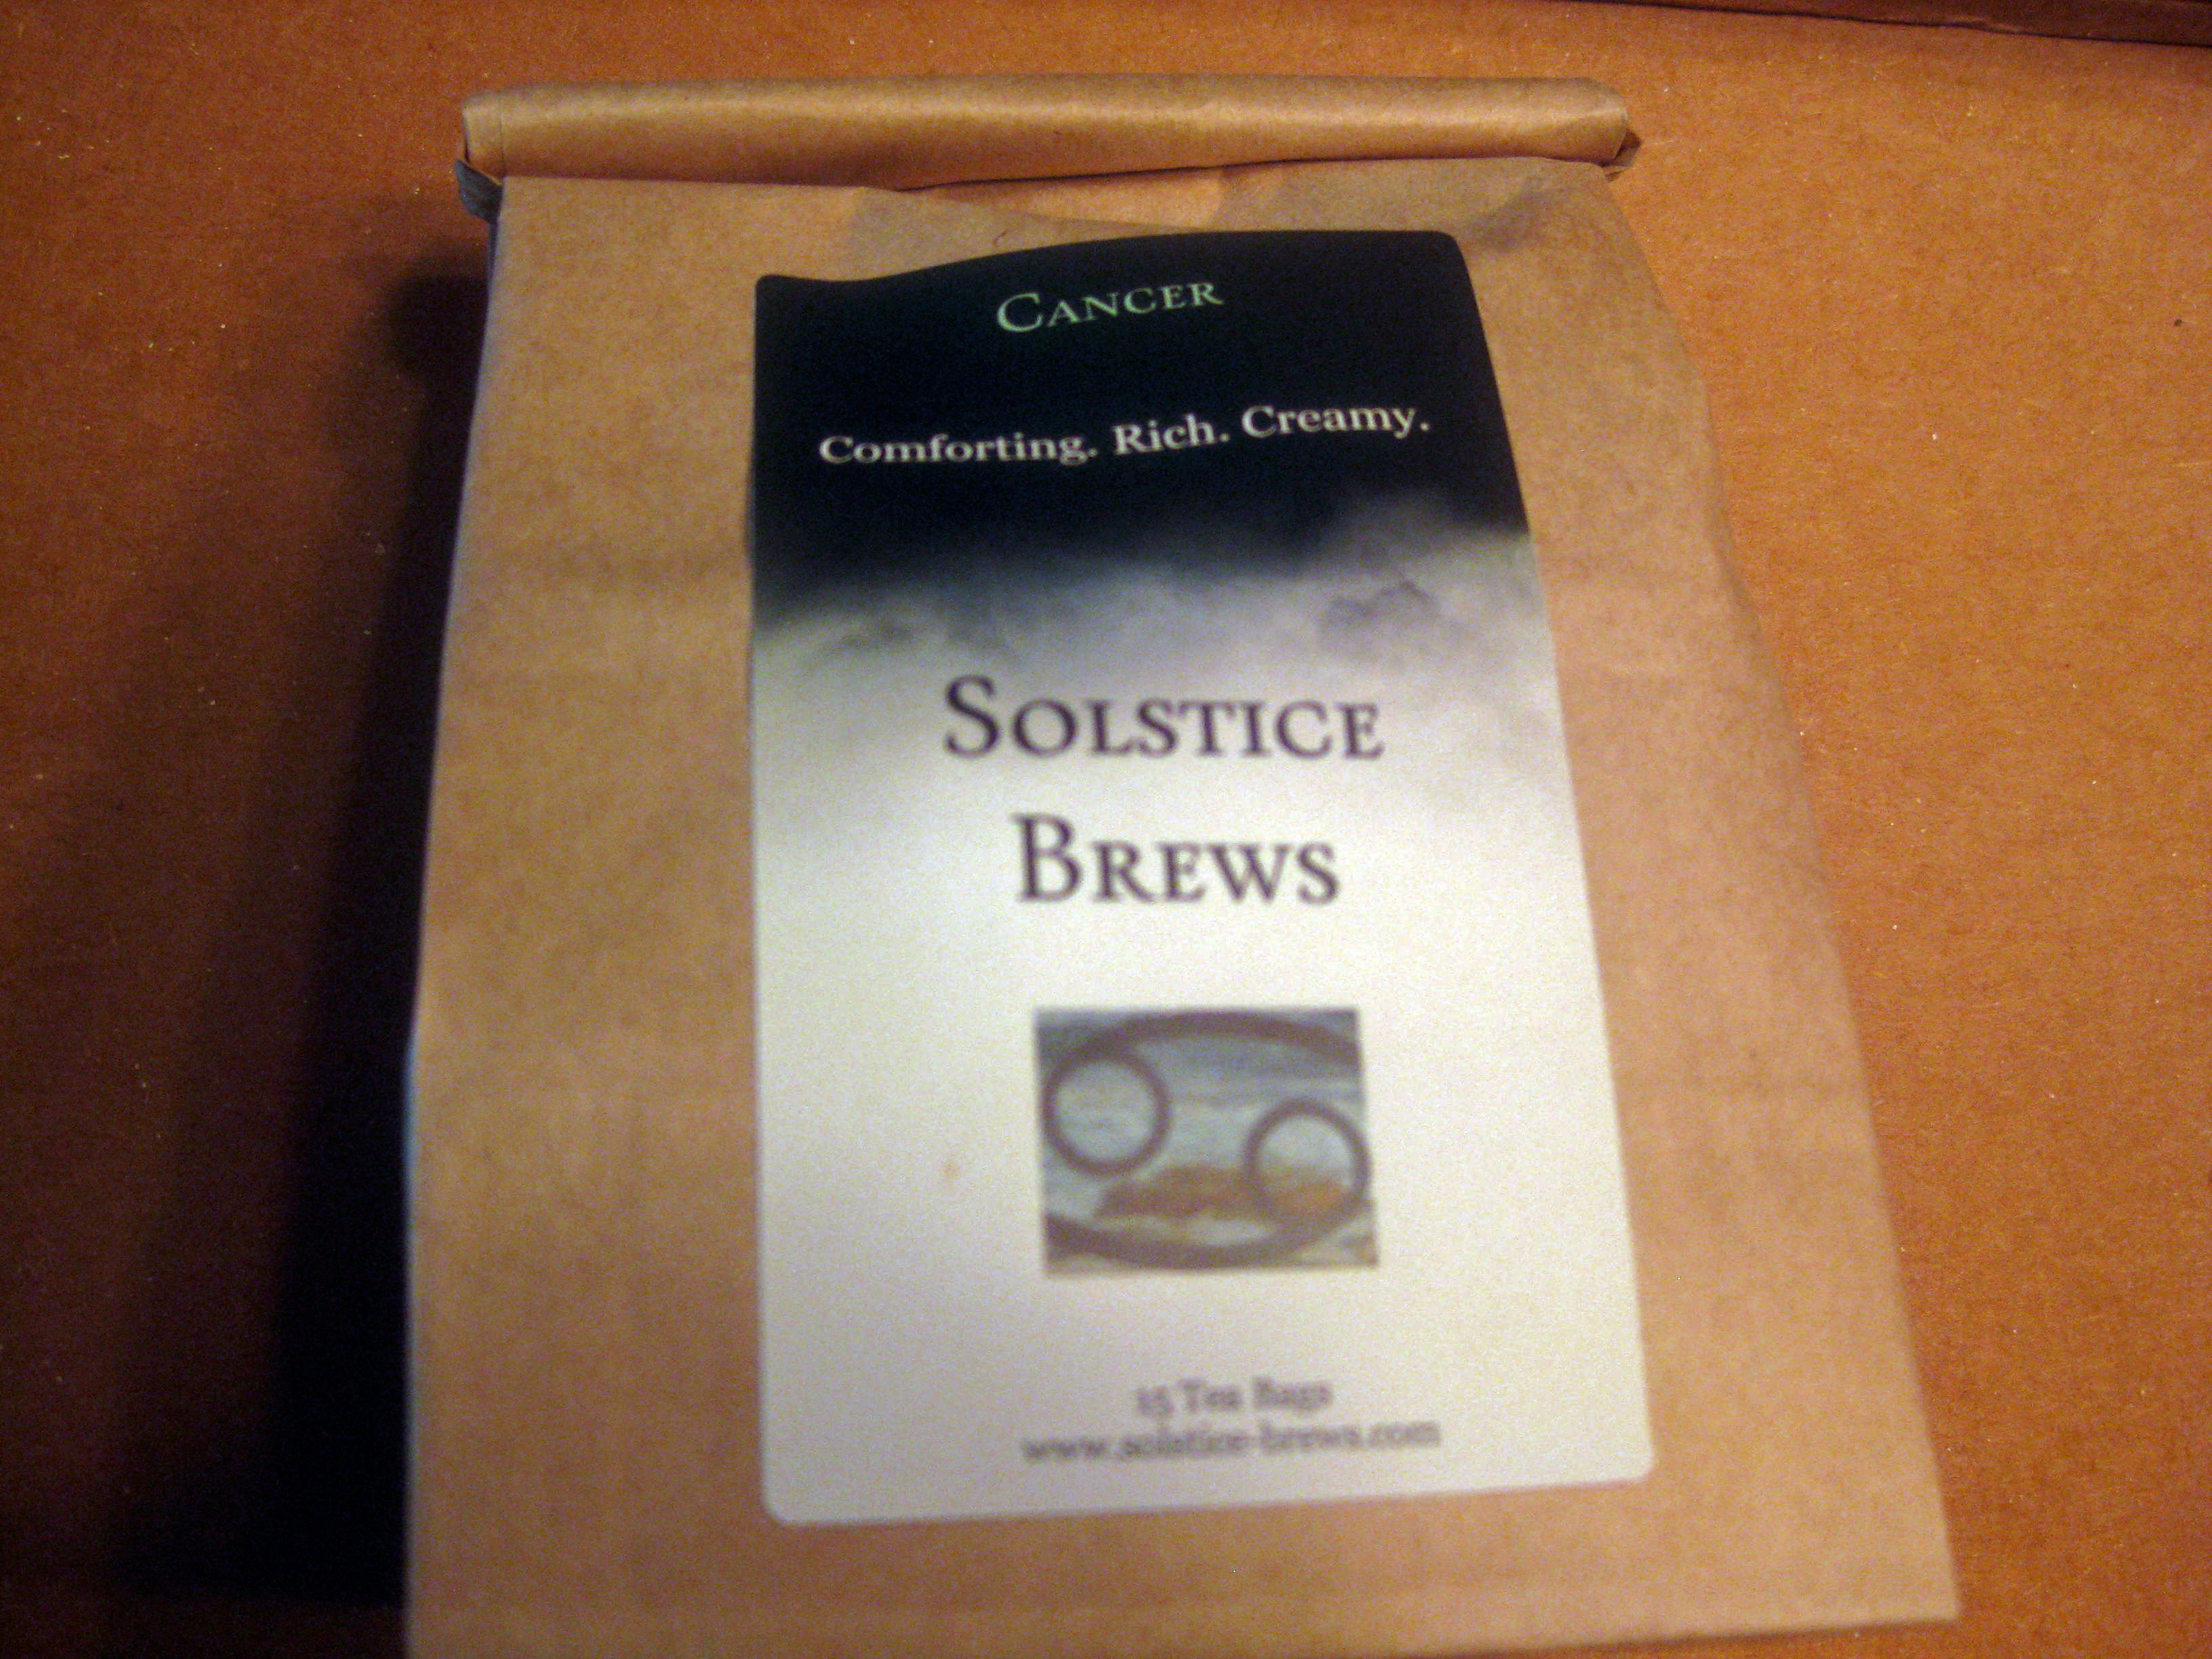 CANCER
Comforting. Rich. Creamy.
SOLSTICE
BREWS
15 Tea Bags
www.solstice-brews.com